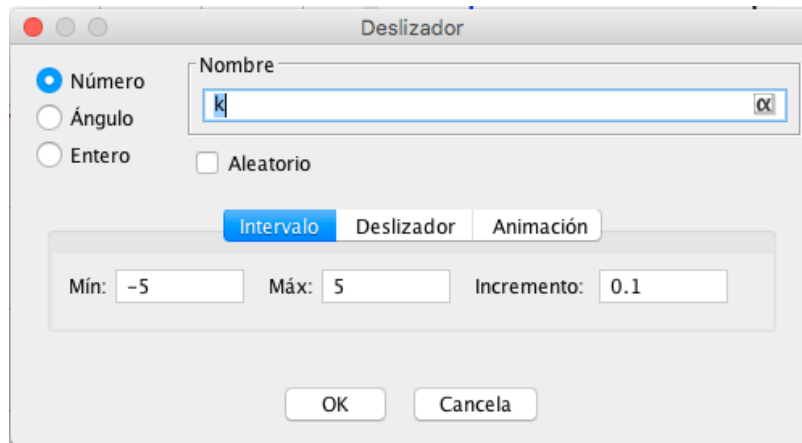 Deslizador
Número
Ángulo
Entero
Nombre
k
α
Aleatorio
Intervalo Deslizador Animación
Mín: -5 Máx: 5 Incremento: 0.1
OK Cancela